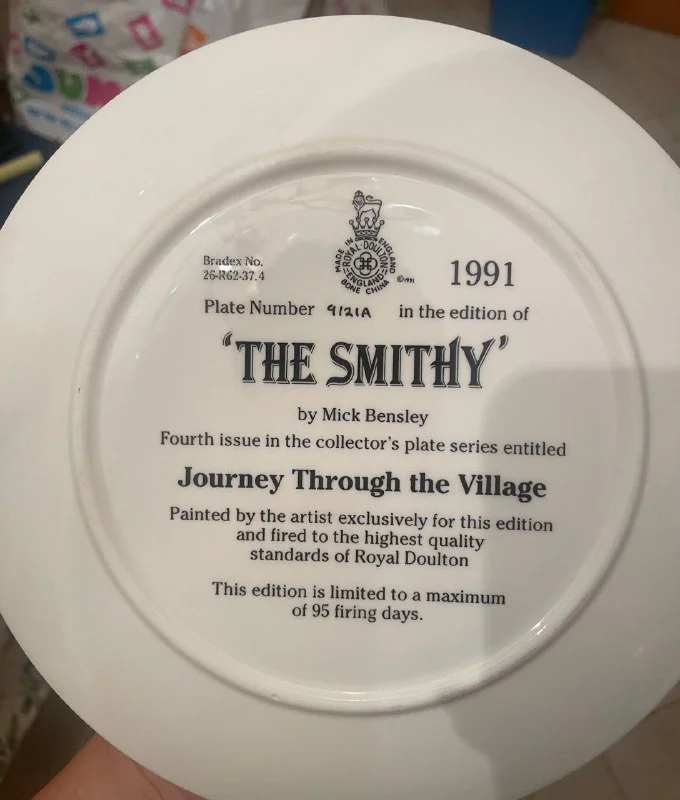 Bradex No.
26-R62-37.4
MADE IN ENGLAND
ROYAL DOULTON
ENGLAND
BONE CHINA
© 1991
1991
Plate Number 9121A in the edition of
'THE SMITHY'
by Mick Bensley
Fourth issue in the collector's plate series entitled
Journey Through the Village
Painted by the artist exclusively for this edition
and fired to the highest quality
standards of Royal Doulton
This edition is limited to a maximum
of 95 firing days.